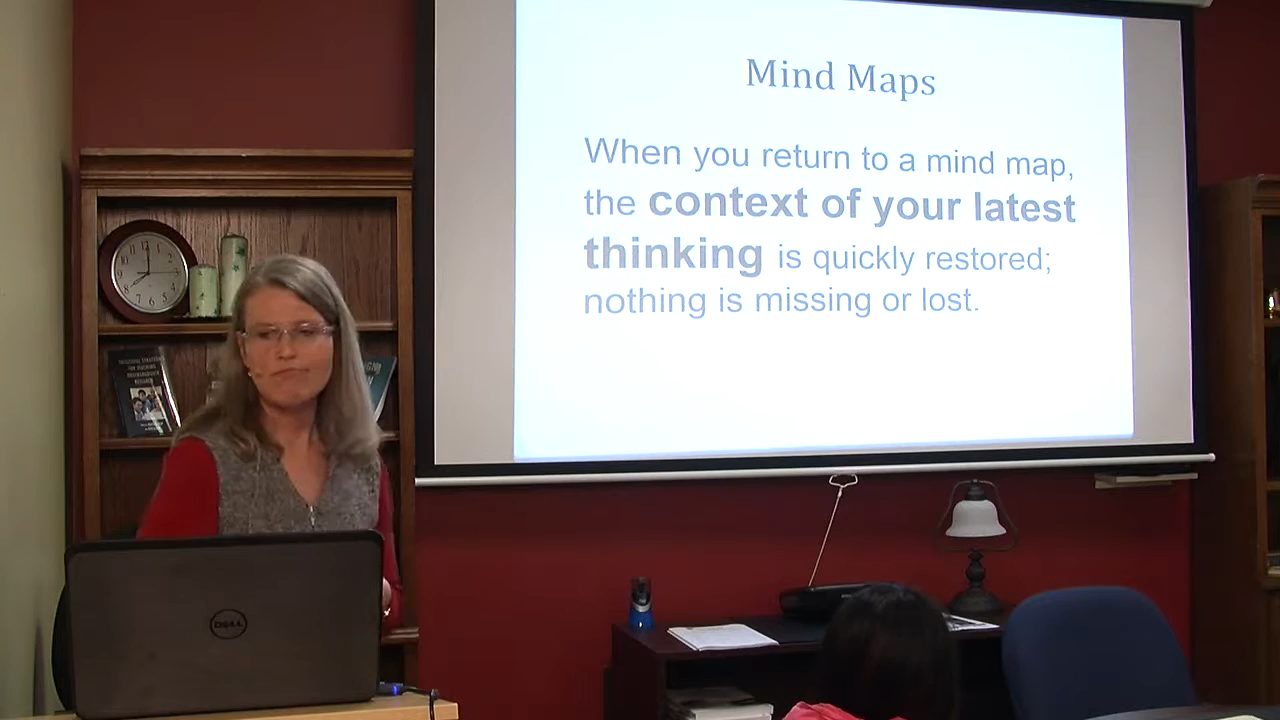 Mind Maps
When you return to a mind map,
the context of your latest
thinking is quickly restored;
nothing is missing or lost.
DELL